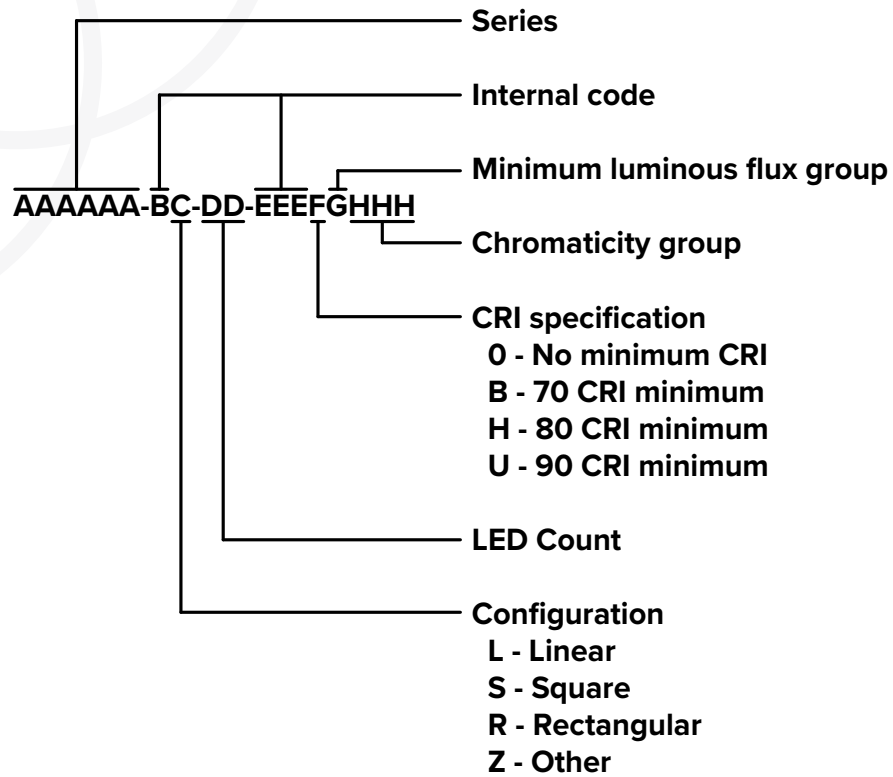 Series
Internal code
Minimum luminous flux group
AAAAAA-BC-DD-EEEFGHHH
Chromaticity group
CRI specification
0 - No minimum CRI
B - 70 CRI minimum
H - 80 CRI minimum
U - 90 CRI minimum
LED Count
Configuration
L - Linear
S - Square
R - Rectangular
Z - Other